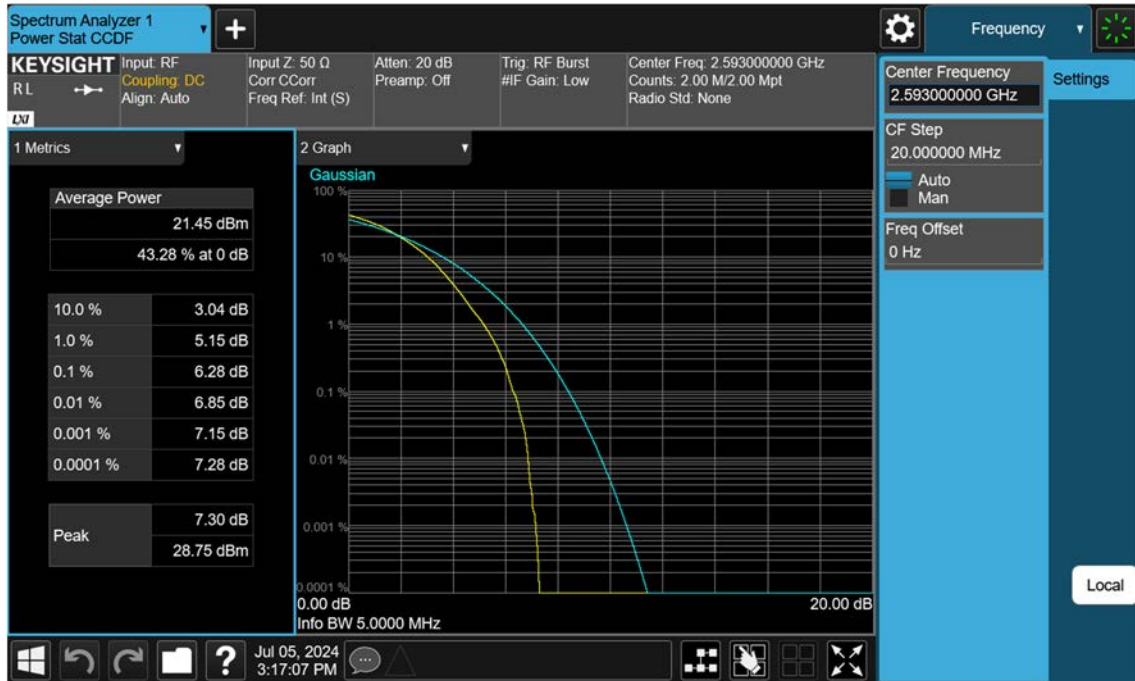 Spectrum Analyzer 1
Power Stat CCDF
+
Frequency
KEYSIGHT
RL
LXI
Input: RF
Coupling: DC
Align: Auto
Input Z: 50 Ω
Corr CCorr
Freq Ref: Int (S)
Atten: 20 dB
Preamp: Off
Trig: RF Burst
#IF Gain: Low
Center Freq: 2.593000000 GHz
Counts: 2.00 M/2.00 Mpt
Radio Std: None
Center Frequency
2.593000000 GHz
Settings
CF Step
20.000000 MHz
Auto
Man
Freq Offset
0 Hz
1 Metrics
Average Power
21.45 dBm
43.28 % at 0 dB
10.0 % 3.04 dB
1.0 % 5.15 dB
0.1 % 6.28 dB
0.01 % 6.85 dB
0.001 % 7.15 dB
0.0001 % 7.28 dB
Peak
7.30 dB
28.75 dBm
2 Graph
Gaussian
100 %
10 %
1 %
0.1 %
0.01 %
0.001 %
0.0001 %
0.00 dB 20.00 dB
Info BW 5.0000 MHz
Local
?
Jul 05, 2024
3:17:07 PM